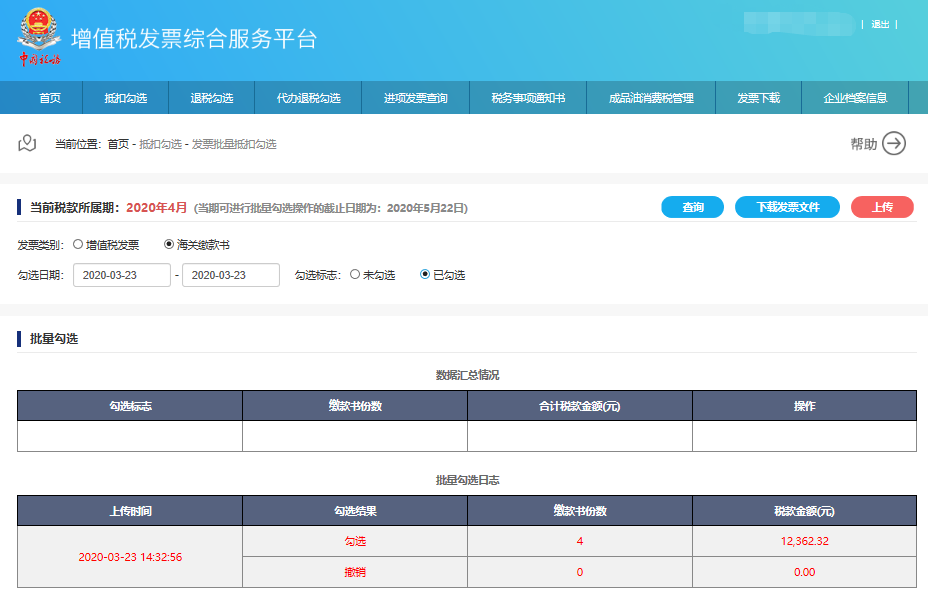 中国税务
增值税发票综合服务平台
| 退出 |
首页 抵扣勾选 退税勾选 代办退税勾选 进项发票查询 税务事项通知书 成品油消费税管理 发票下载 企业档案信息
当前位置：首页 - 抵扣勾选 - 发票批量抵扣勾选 帮助
当前税款所属期：2020年4月 (当期可进行批量勾选操作的截止日期为：2020年5月22日) 查询 下载发票文件 上传
发票类别： 增值税发票 海关缴款书
勾选日期： 2020-03-23 - 2020-03-23 勾选标志： 未勾选 已勾选
批量勾选
数据汇总情况
勾选标志 缴款书份数 合计税款金额(元) 操作
批量勾选日志
上传时间 勾选结果 缴款书份数 税款金额(元)
2020-03-23 14:32:56 勾选 4 12,362.32
撤销 0 0.00